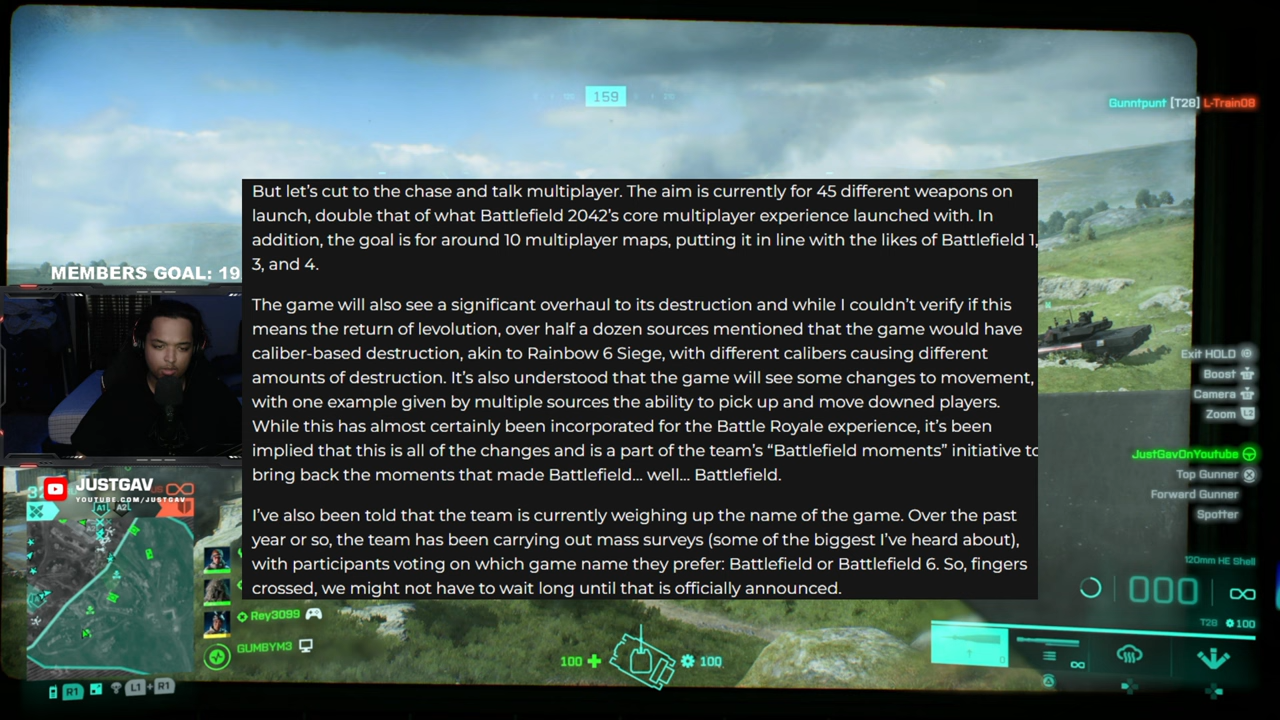 159
Gunntpunt [T28] L-Train08
But let's cut to the chase and talk multiplayer. The aim is currently for 45 different weapons on
launch, double that of what Battlefield 2042's core multiplayer experience launched with. In
addition, the goal is for around 10 multiplayer maps, putting it in line with the likes of Battlefield 1,
3, and 4.
MEMBERS GOAL: 19
The game will also see a significant overhaul to its destruction and while I couldn't verify if this
means the return of levolution, over half a dozen sources mentioned that the game would have
caliber-based destruction, akin to Rainbow 6 Siege, with different calibers causing different
amounts of destruction. It's also understood that the game will see some changes to movement,
with one example given by multiple sources the ability to pick up and move downed players.
While this has almost certainly been incorporated for the Battle Royale experience, it's been
implied that this is all of the changes and is a part of the team's "Battlefield moments" initiative to
bring back the moments that made Battlefield... well... Battlefield.
I've also been told that the team is currently weighing up the name of the game. Over the past
year or so, the team has been carrying out mass surveys (some of the biggest I've heard about),
with participants voting on which game name they prefer: Battlefield or Battlefield 6. So, fingers
crossed, we might not have to wait long until that is officially announced.
Exit HOLD
Boost
Camera
Zoom L2
JustGavOnYoutube
Top Gunner
Forward Gunner
Spotter
JUSTGAV
YOUTUBE.COM/JUSTGAV
A1 A2
120mm HE Shell
000
T28 100
Rey3099
GUMBYM3
100 100
0
R1 L1+R1